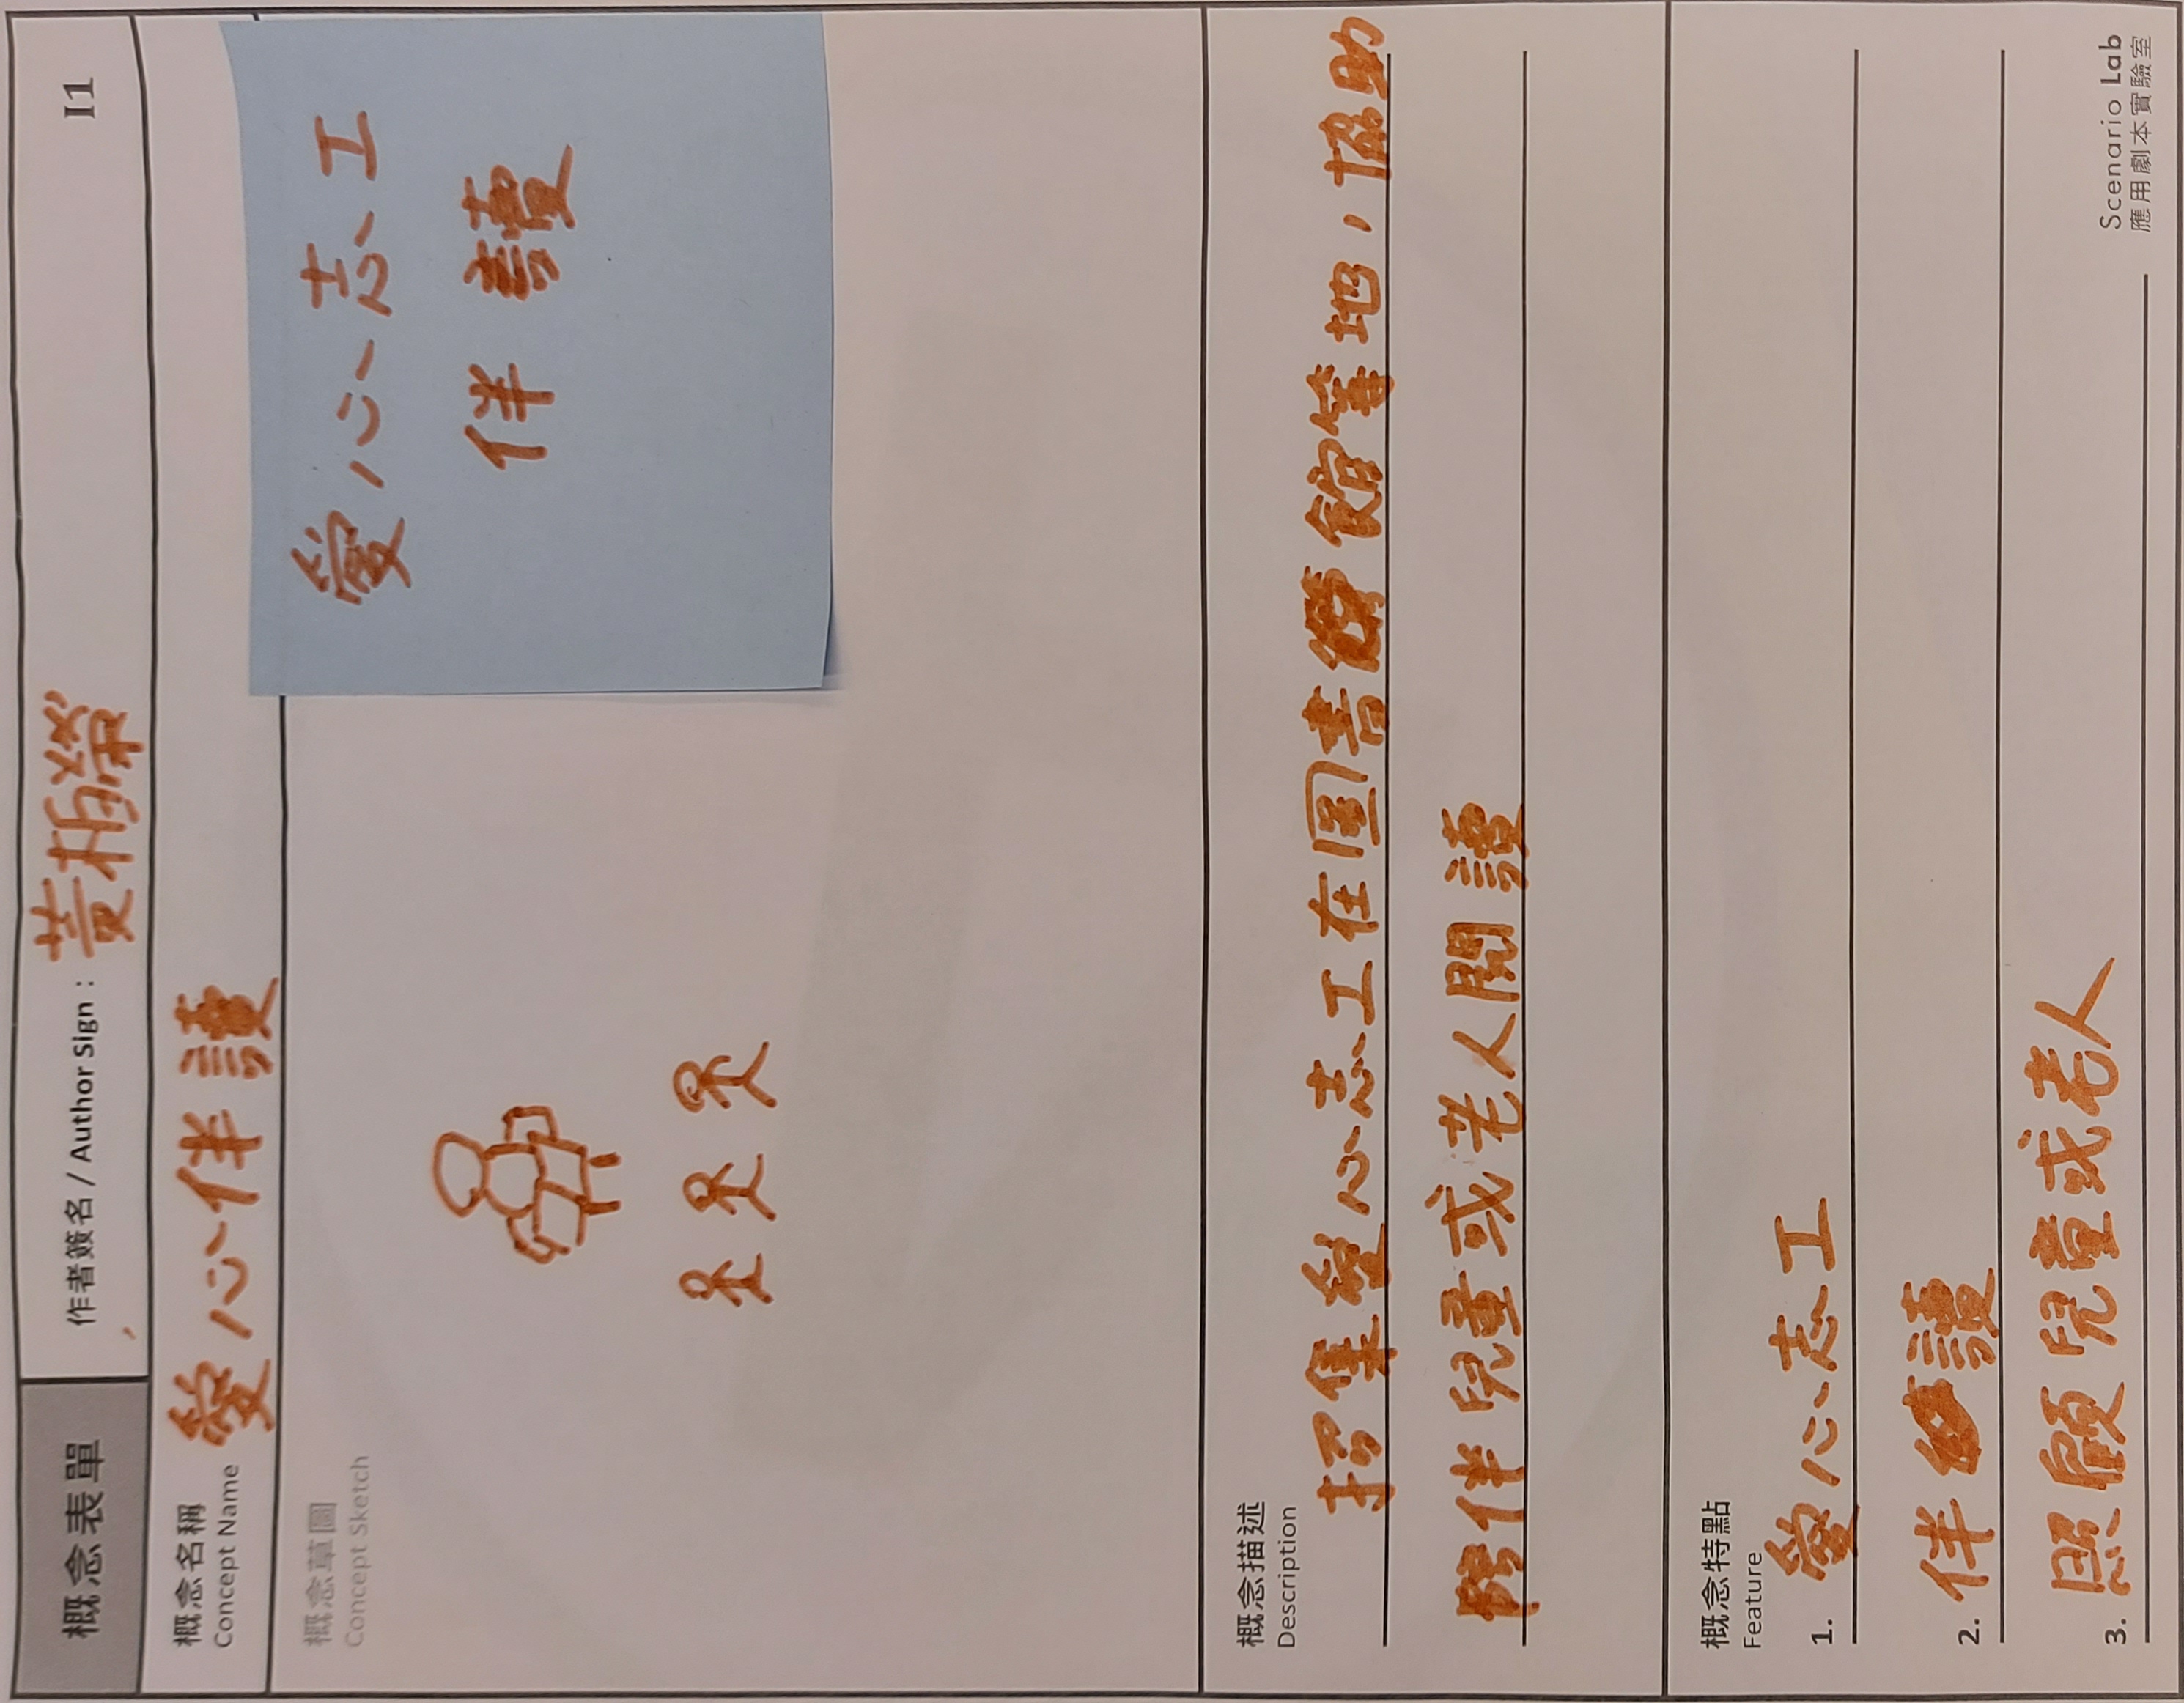 概念表單
作者簽名 / Author Sign : 黃柏榮
I1
概念名稱
Concept Name
愛心伴讀
概念草圖
Concept Sketch
愛心志工
伴讀
概念描述
Description
招集愛心志工在図書館等地，協助
陪伴兒童或老人閱讀
概念特點
Feature
1. 愛心志工
2. 伴讀
3. 照顧兒童或老人
Scenario Lab
應用劇本實驗室